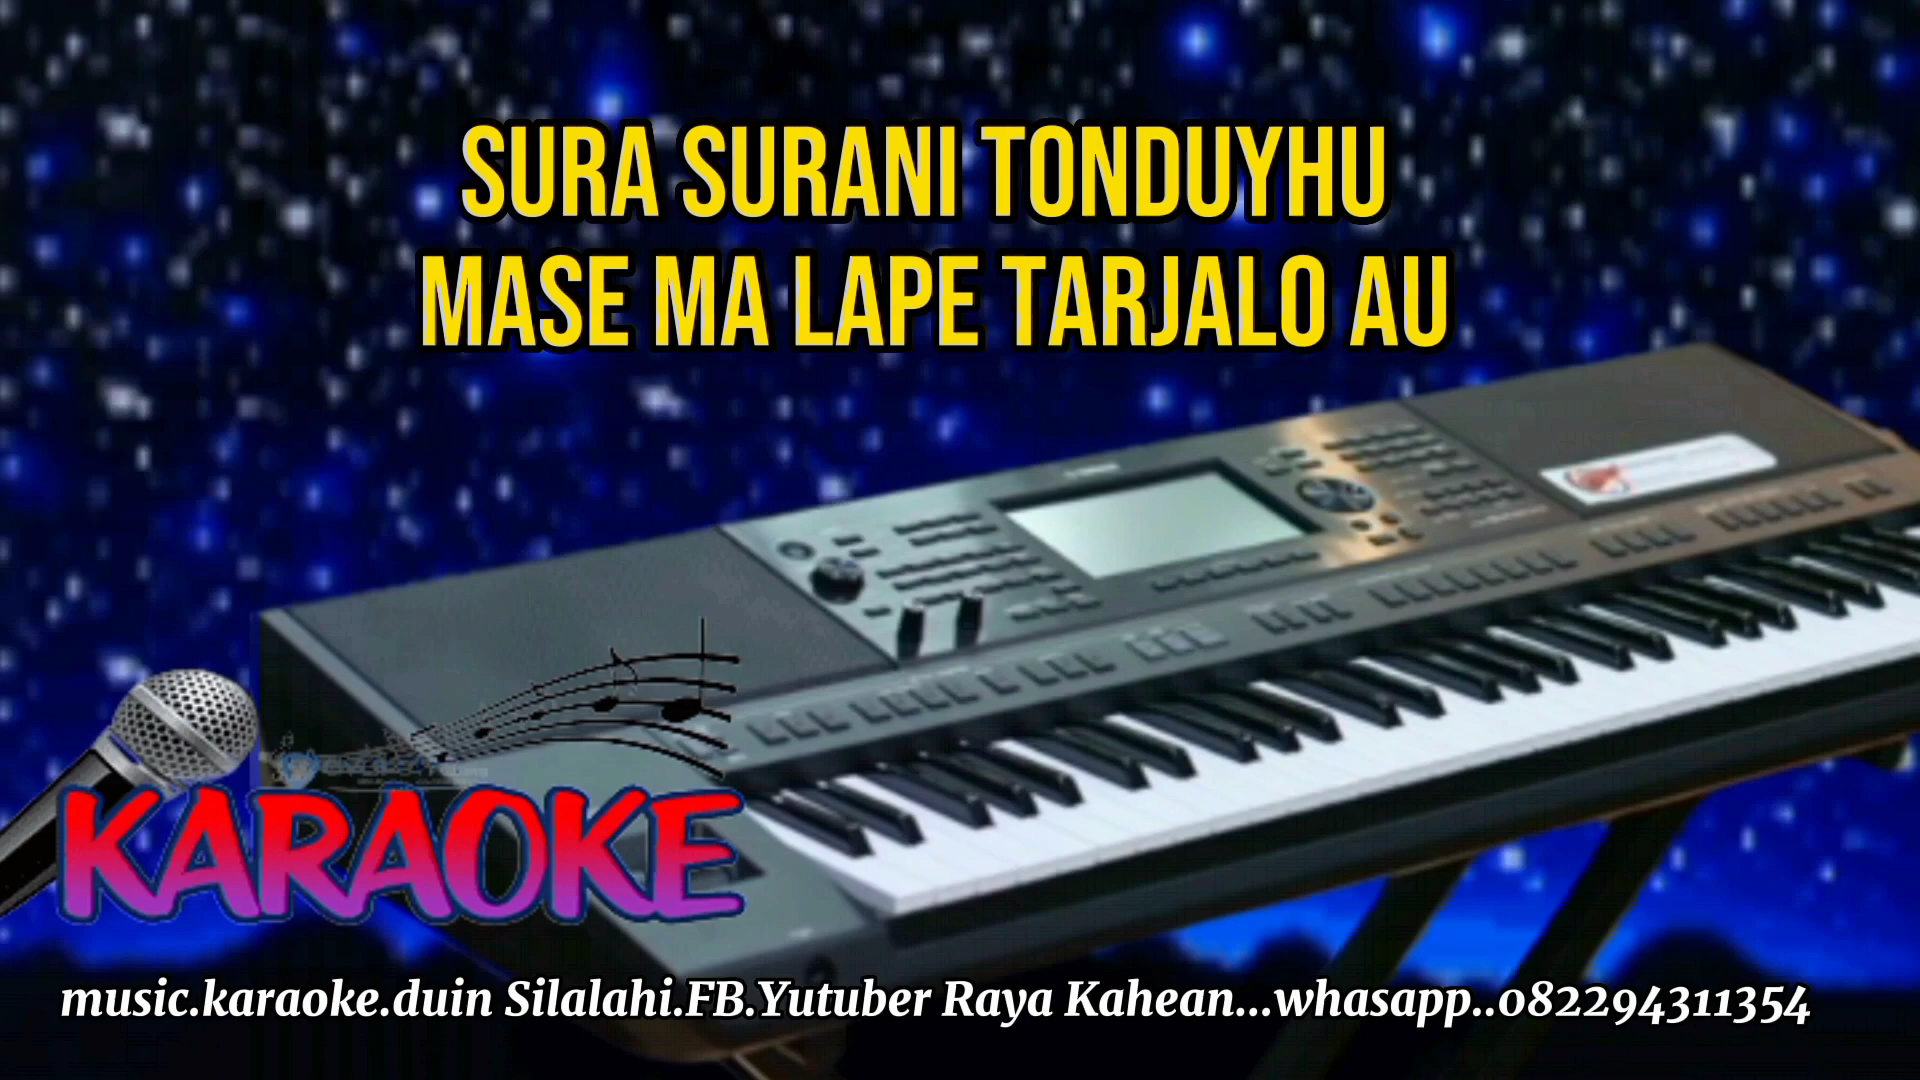 SURA SURANI TONDUYHU
MASE MA LAPE TARJALO AU
KARAOKE
music.karaoke.duin Silalahi.FB.Yutuber Raya Kahean...whasapp..082294311354